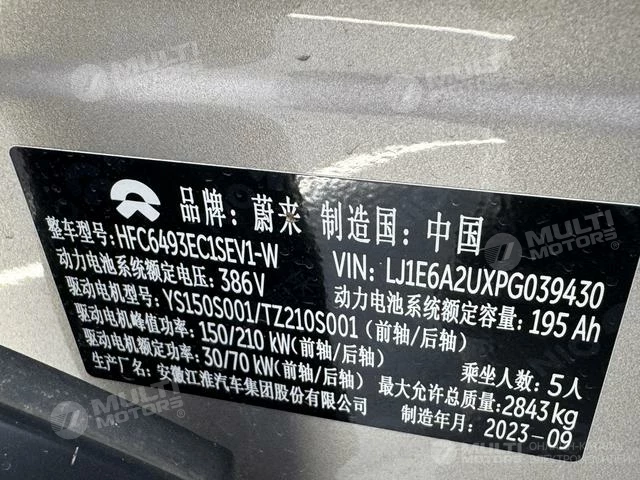 MULTI MOTORS
MULTI MOTORS
品牌: 蔚来 制造国: 中国
整车型号: HFC6493EC1SEV1-W
VIN: LJ1E6A2UXPG039430
动力电池系统额定电压: 386V
动力电池系统额定容量: 195 Ah
驱动电机型号: YS150S001/TZ210S001 (前轴/后轴)
驱动电机峰值功率: 150/210 kW(前轴/后轴)
驱动电机额定功率: 30/70 kW(前轴/后轴)
乘坐人数: 5人
生产厂名: 安徽江淮汽车集团股份有限公司
最大允许总质量: 2843kg
制造年月: 2023-09
MULTI MOTORS
MULTI MOTORS
MULTI